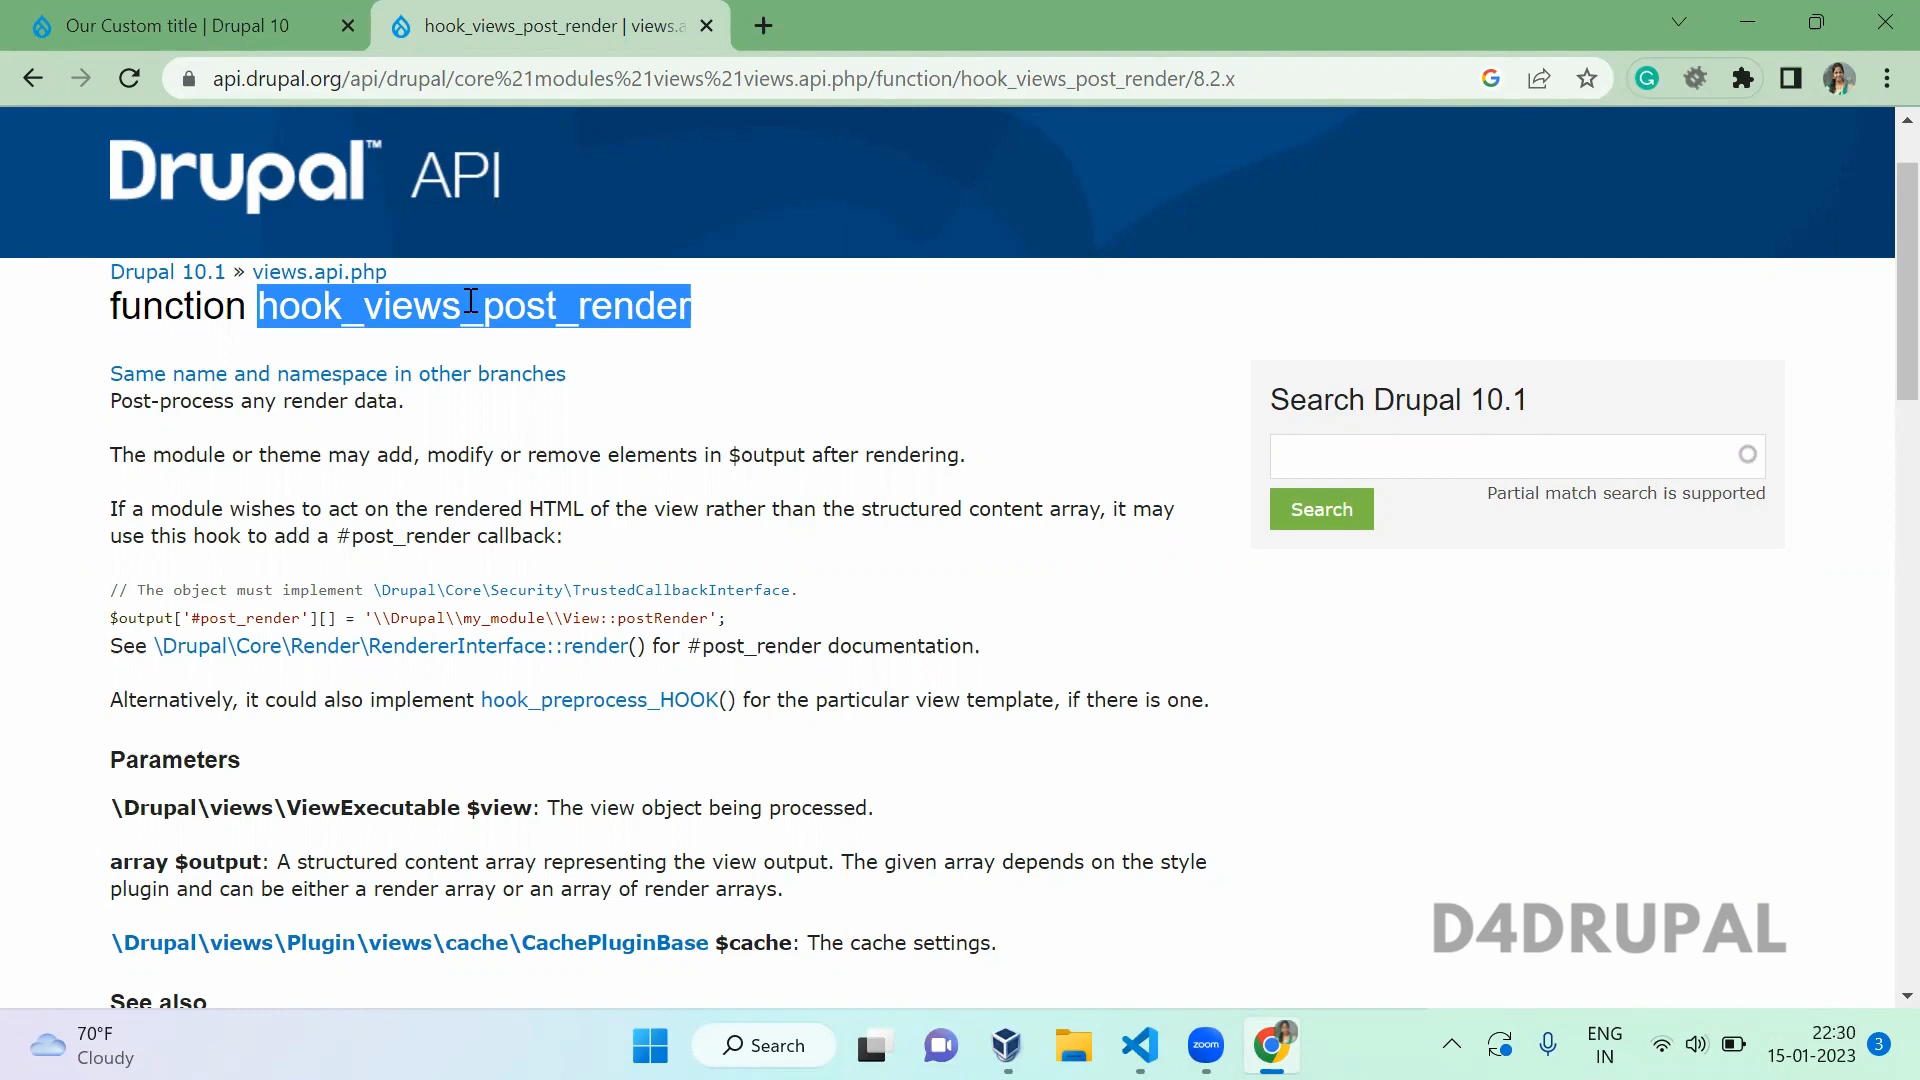 Our Custom title | Drupal 10
hook_views_post_render | views.a
api.drupal.org/api/drupal/core%21modules%21views%21views.api.php/function/hook_views_post_render/8.2.x
Drupal™ API
Drupal 10.1 » views.api.php
function hook_views_post_render
Same name and namespace in other branches
Post-process any render data.
Search Drupal 10.1
The module or theme may add, modify or remove elements in $output after rendering.
Partial match search is supported
Search
If a module wishes to act on the rendered HTML of the view rather than the structured content array, it may
use this hook to add a #post_render callback:
// The object must implement \Drupal\Core\Security\TrustedCallbackInterface.
$output['#post_render'][] = '\\Drupal\\my_module\\View::postRender';
See \Drupal\Core\Render\RendererInterface::render() for #post_render documentation.
Alternatively, it could also implement hook_preprocess_HOOK() for the particular view template, if there is one.
Parameters
\Drupal\views\ViewExecutable $view: The view object being processed.
array $output: A structured content array representing the view output. The given array depends on the style
plugin and can be either a render array or an array of render arrays.
\Drupal\views\Plugin\views\cache\CachePluginBase $cache: The cache settings.
D4DRUPAL
See also
70°F
Cloudy
Search
zoom
ENG
IN
22:30
15-01-2023
3